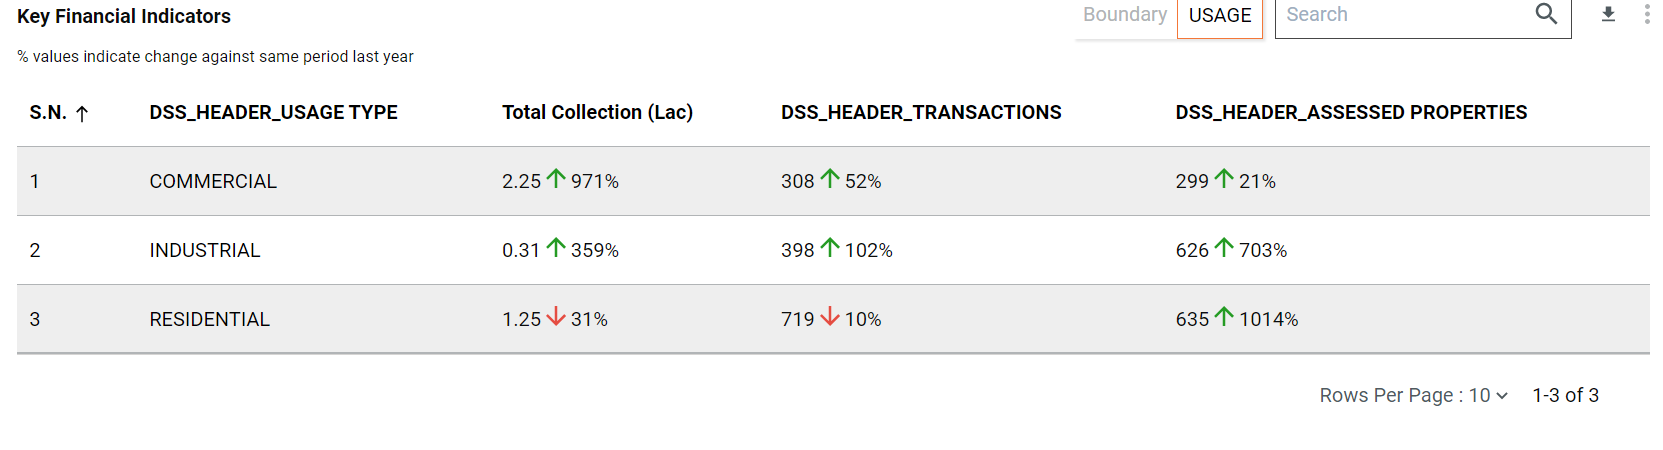 Key Financial Indicators
Boundary USAGE Search
% values indicate change against same period last year
S.N. ↑ DSS_HEADER_USAGE TYPE Total Collection (Lac) DSS_HEADER_TRANSACTIONS DSS_HEADER_ASSESSED PROPERTIES
1 COMMERCIAL 2.25 ↑ 971% 308 ↑ 52% 299 ↑ 21%
2 INDUSTRIAL 0.31 ↑ 359% 398 ↑ 102% 626 ↑ 703%
3 RESIDENTIAL 1.25 ↓ 31% 719 ↓ 10% 635 ↑ 1014%
Rows Per Page : 10 1-3 of 3